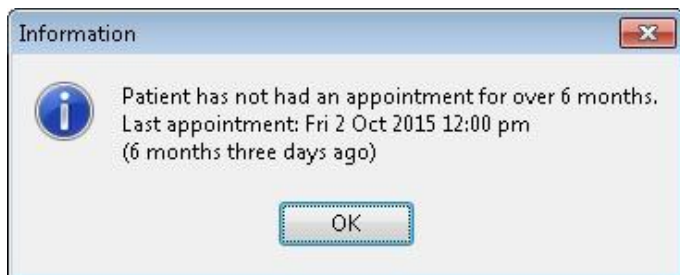 Information
Patient has not had an appointment for over 6 months.
Last appointment: Fri 2 Oct 2015 12:00 pm
(6 months three days ago)
OK